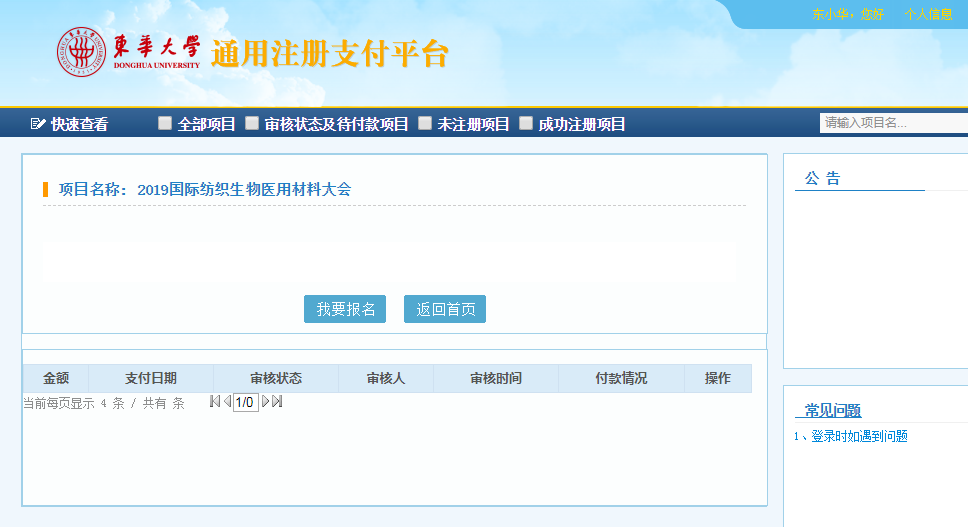 东小华，您好 个人信息
東華大学 通用注册支付平台
DONGHUA UNIVERSITY
快速查看 全部项目 审核状态及待付款项目 未注册项目 成功注册项目 请输入项目名...
项目名称： 2019国际纺织生物医用材料大会
我要报名 返回首页
金额 支付日期 审核状态 审核人 审核时间 付款情况 操作
当前每页显示 4 条 / 共有 条 1/0
公 告
常见问题
1、登录时如遇到问题